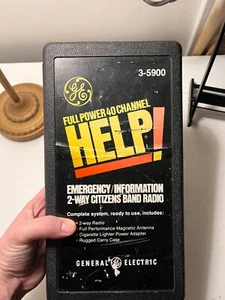 3-5900
GE
FULL POWER 40 CHANNEL
HELP!
EMERGENCY/INFORMATION
2-WAY CITIZENS BAND RADIO
Complete system, ready to use, includes:
- 2-way Radio
- Full Performance Magnetic Antenna
- Cigarette Lighter Power Adapter
- Rugged Carry Case
GENERAL ELECTRIC